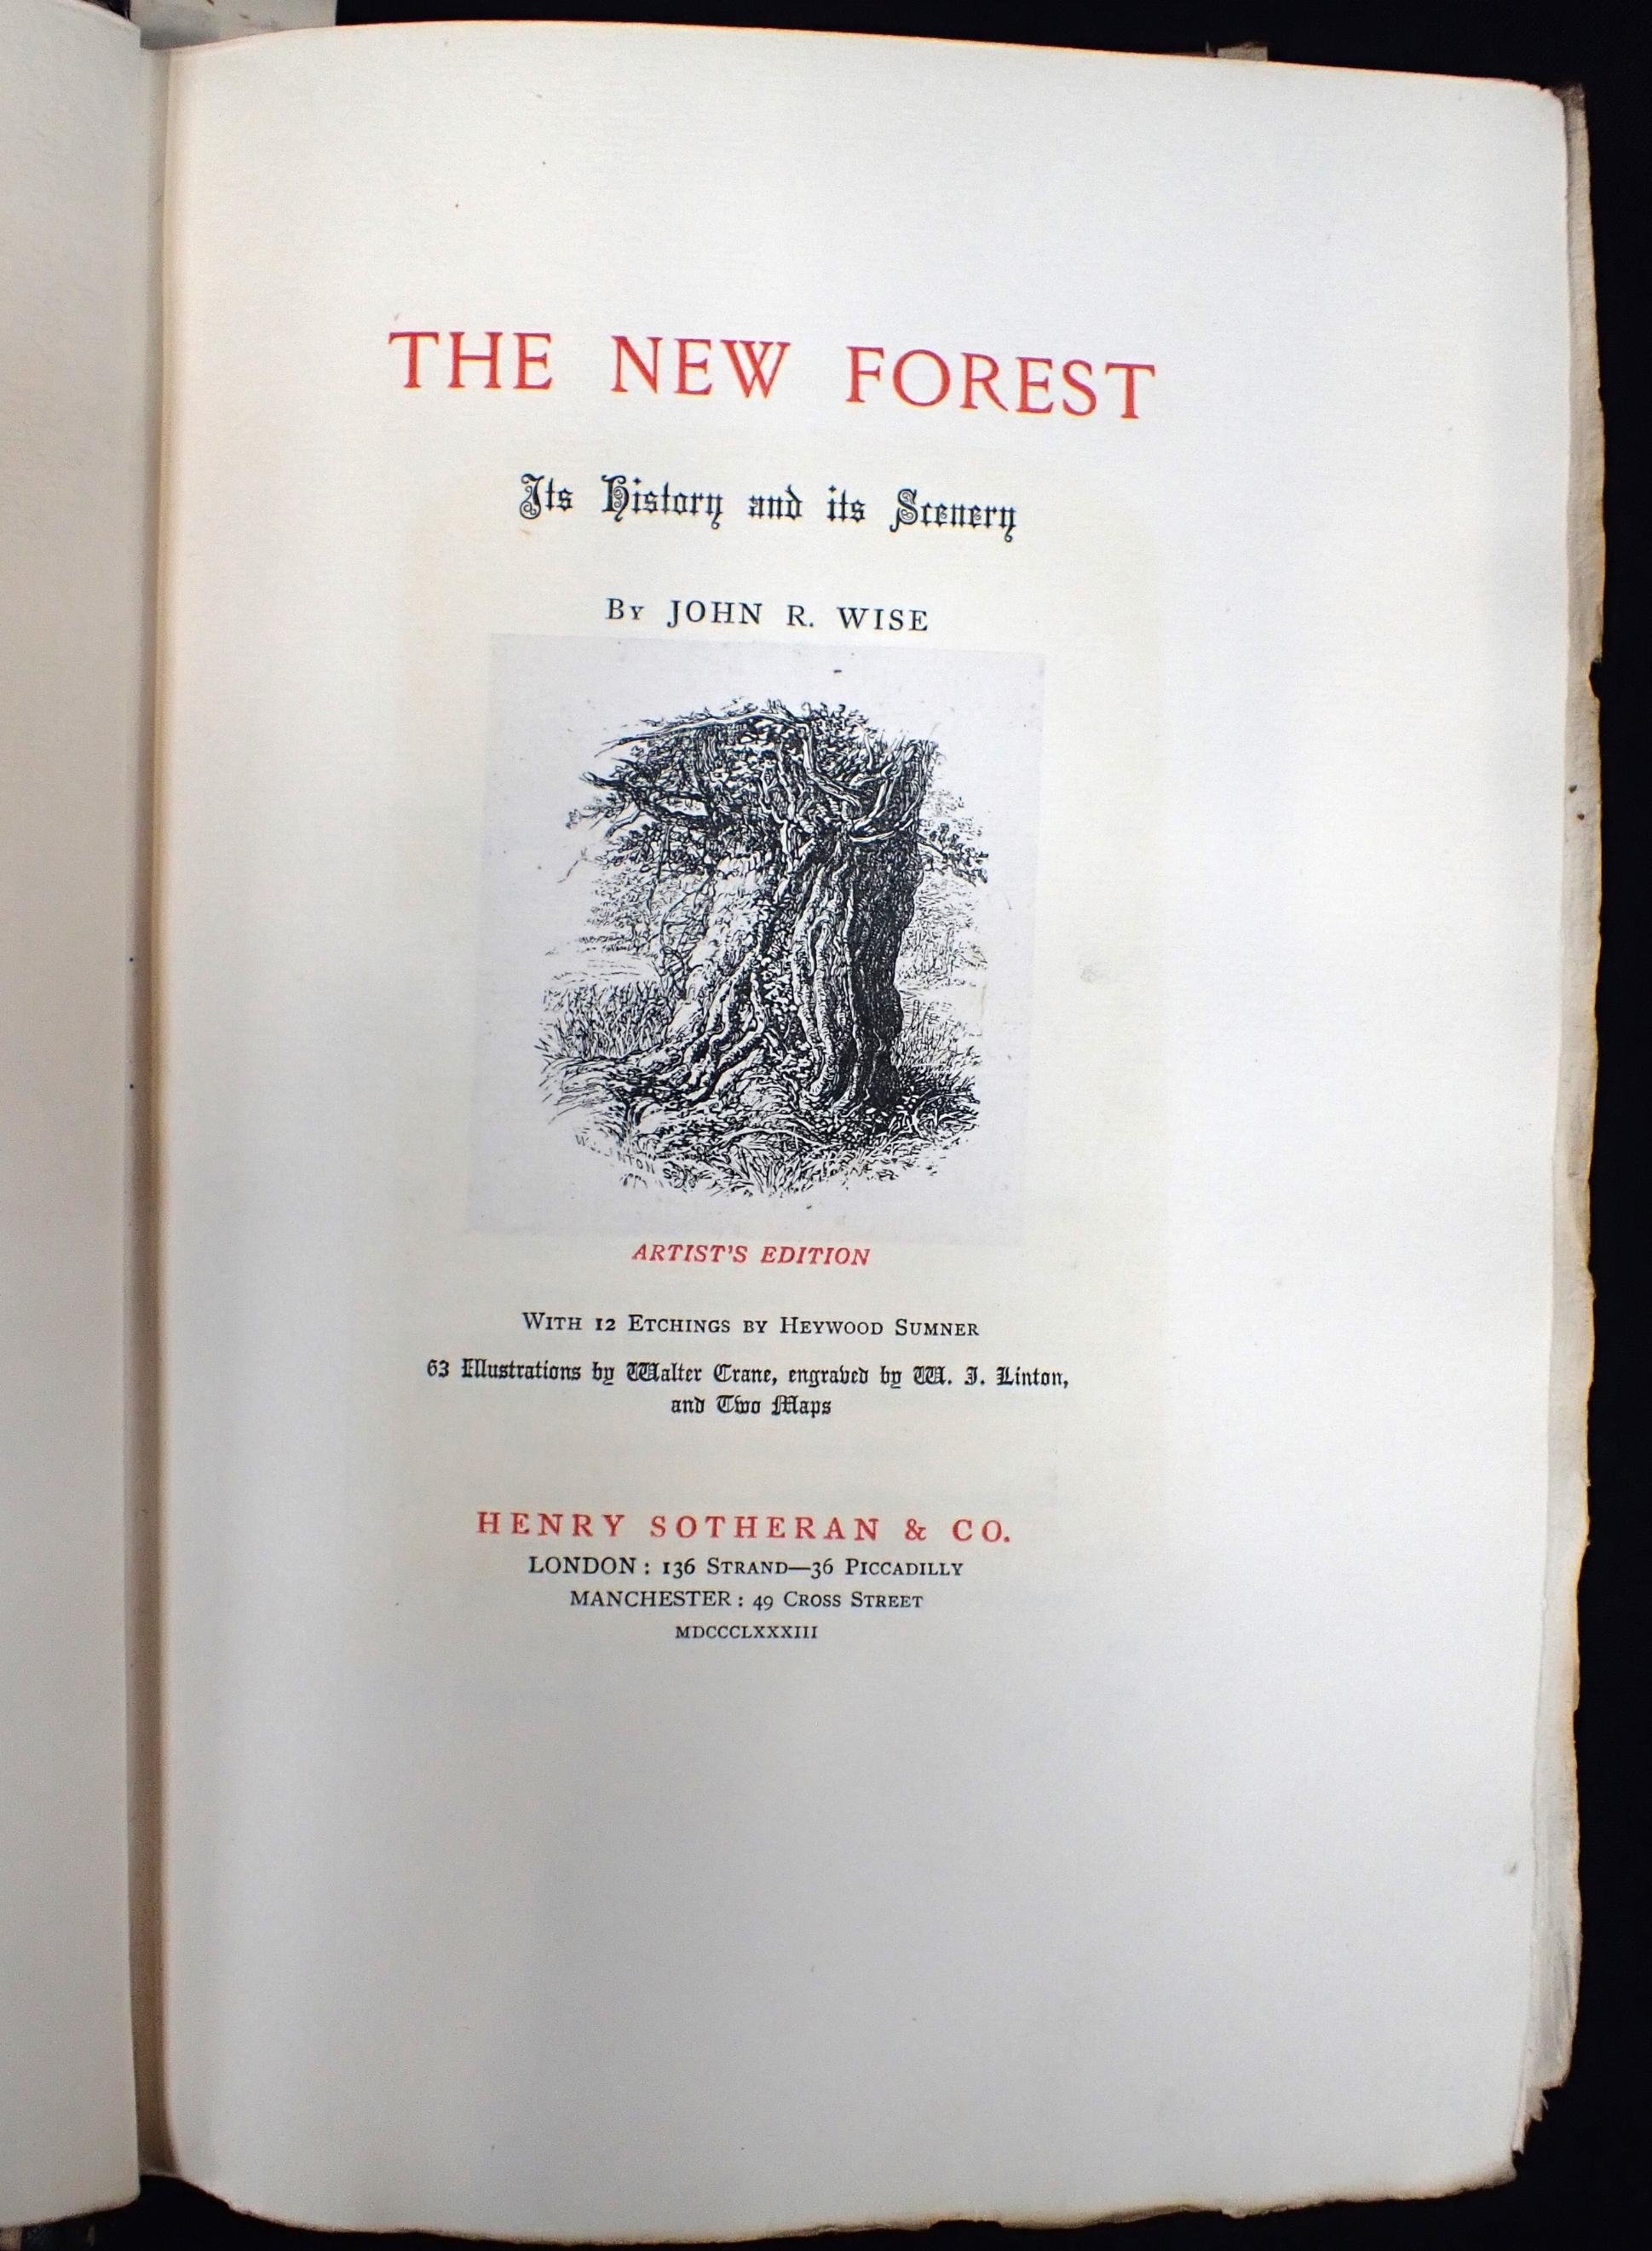 THE NEW FOREST
Its History and its Scenery
By JOHN R. WISE
LINTON SC
ARTIST'S EDITION
WITH 12 ETCHINGS BY HEYWOOD SUMNER
63 Illustrations by Walter Crane, engraved by W. J. Linton,
and Two Maps
HENRY SOTHERAN & CO.
LONDON: 136 STRAND—36 PICCADILLY
MANCHESTER: 49 CROSS STREET
MDCCCLXXXIII